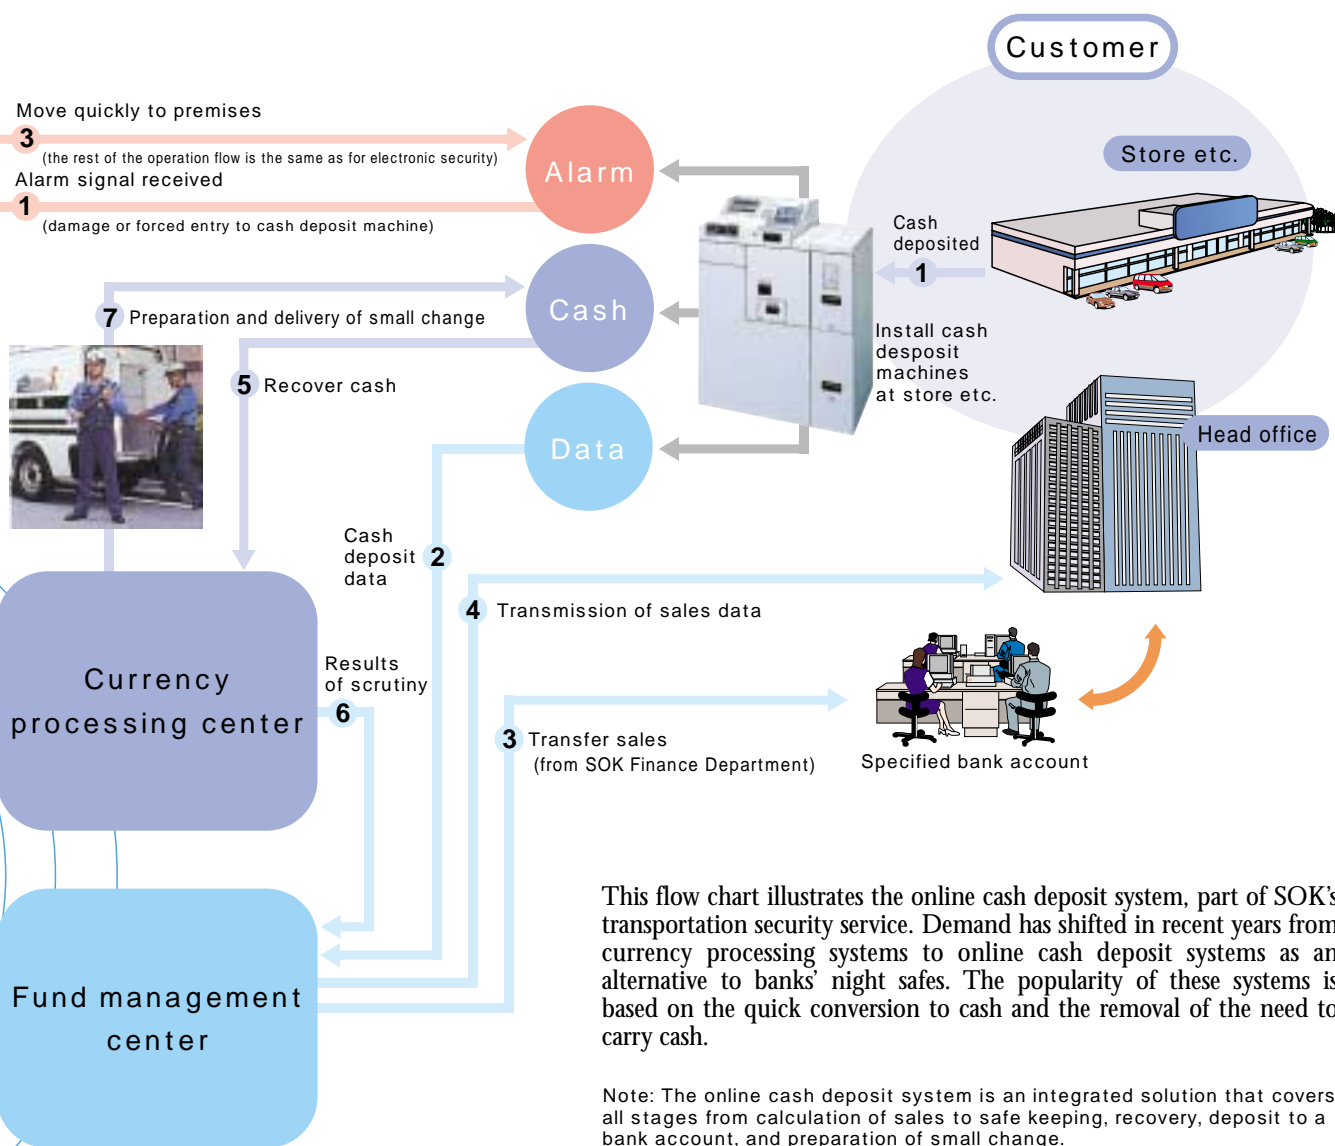 Customer
Move quickly to premises
3
(the rest of the operation flow is the same as for electronic security)
Alarm signal received
1
(damage or forced entry to cash deposit machine)
Alarm
Store etc.
Cash
deposited
1
7 Preparation and delivery of small change
Cash
Install cash
desposit
machines
at store etc.
5 Recover cash
Data
Head office
Cash
deposit
data
2
4 Transmission of sales data
Currency
processing center
Results
of scrutiny
6
3 Transfer sales
(from SOK Finance Department)
Specified bank account
Fund management
center
This flow chart illustrates the online cash deposit system, part of SOK's
transportation security service. Demand has shifted in recent years from
currency processing systems to online cash deposit systems as an
alternative to banks' night safes. The popularity of these systems is
based on the quick conversion to cash and the removal of the need to
carry cash.
Note: The online cash deposit system is an integrated solution that covers
all stages from calculation of sales to safe keeping, recovery, deposit to a
bank account, and preparation of small change.